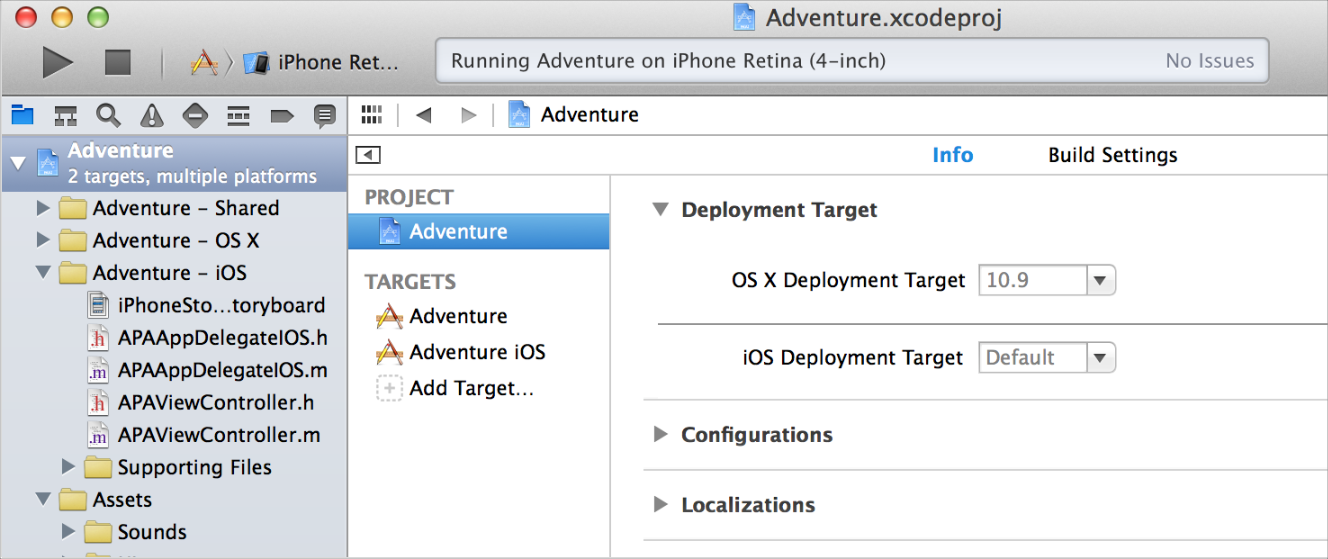 Adventure.xcodeproj
iPhone Ret...
Running Adventure on iPhone Retina (4-inch)
No Issues
Adventure
2 targets, multiple platforms
Adventure – Shared
Adventure – OS X
Adventure – iOS
iPhoneSto...toryboard
APAAppDelegateIOS.h
APAAppDelegateIOS.m
APAViewController.h
APAViewController.m
Supporting Files
Assets
Sounds
Adventure
Info
Build Settings
PROJECT
Adventure
TARGETS
Adventure
Adventure iOS
Add Target...
Deployment Target
OS X Deployment Target 10.9
iOS Deployment Target Default
Configurations
Localizations